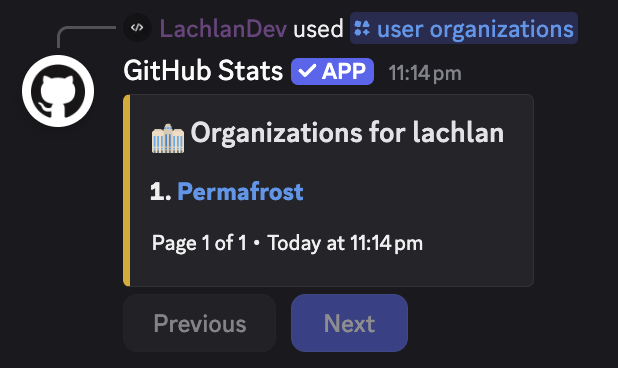 </> LachlanDev used user organizations
GitHub Stats ✓ APP 11:14 pm
Organizations for lachlan
1. Permafrost
Page 1 of 1 • Today at 11:14 pm
Previous Next